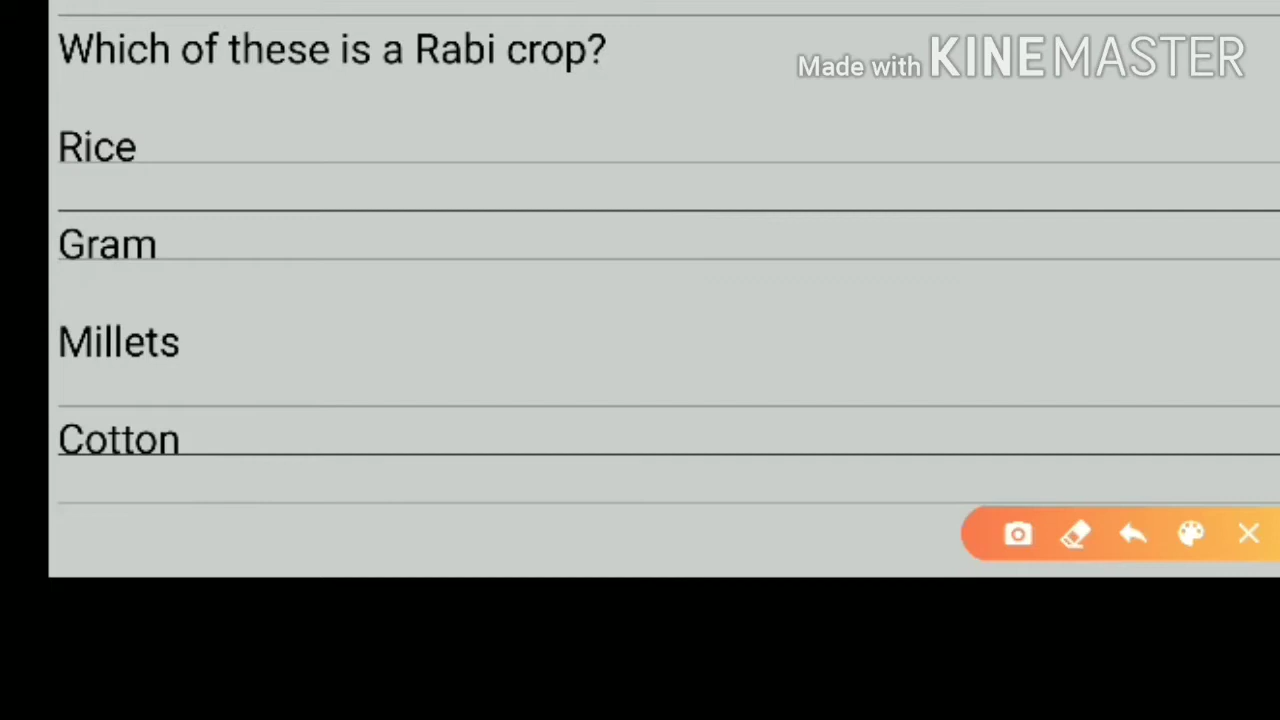 Which of these is a Rabi crop?
Made with KINEMASTER
Rice
Gram
Millets
Cotton